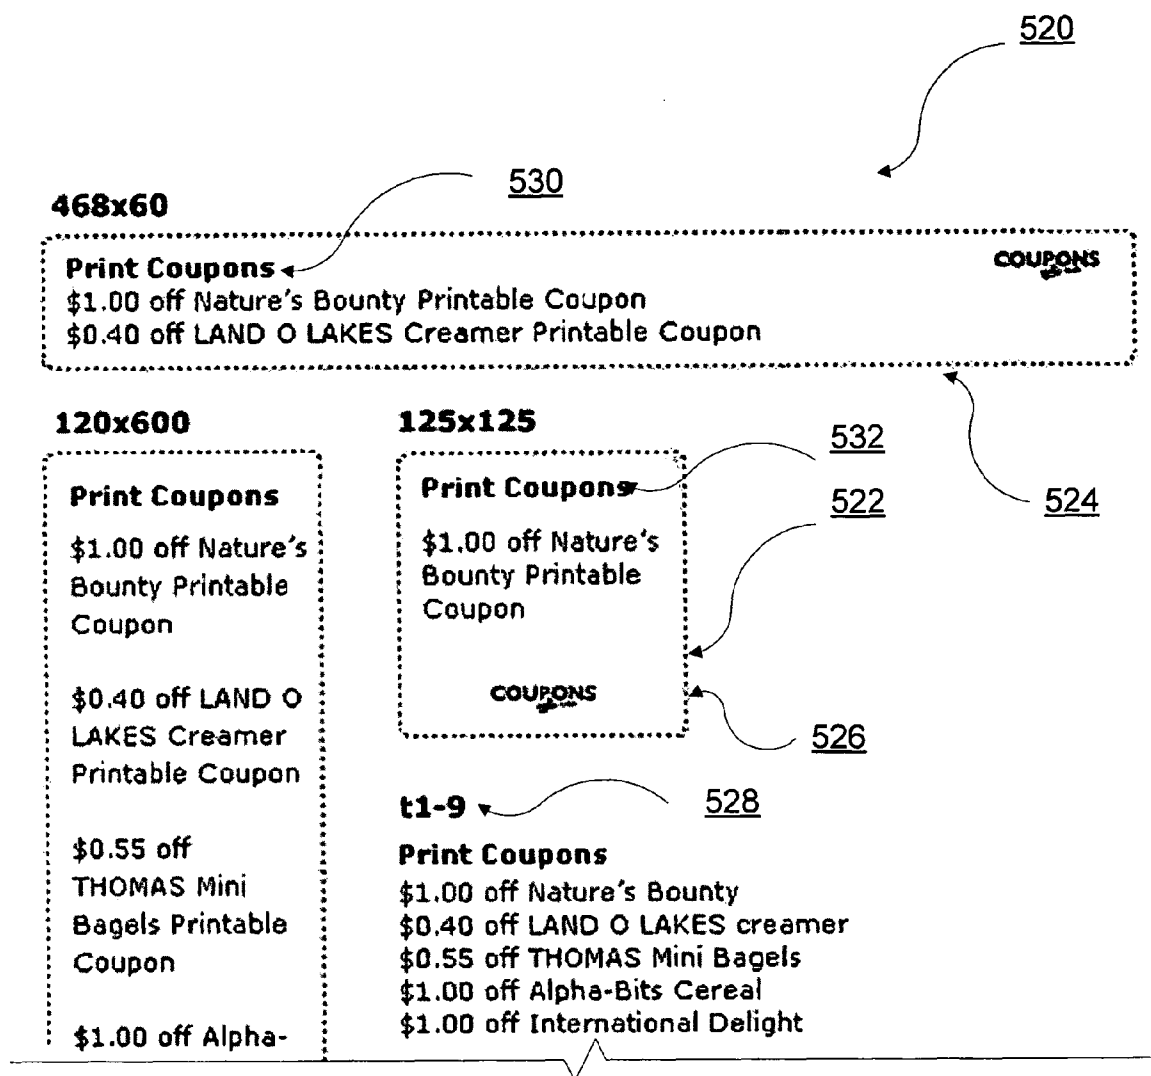 520
530
468x60
Print Coupons
COUPONS
$1.00 off Nature's Bounty Printable Coupon
$0.40 off LAND O LAKES Creamer Printable Coupon
524
120x600
Print Coupons
$1.00 off Nature's
Bounty Printable
Coupon
$0.40 off LAND O
LAKES Creamer
Printable Coupon
$0.55 off
THOMAS Mini
Bagels Printable
Coupon
$1.00 off Alpha-
125x125
532
Print Coupons
522
$1.00 off Nature's
Bounty Printable
Coupon
COUPONS
526
t1-9
528
Print Coupons
$1.00 off Nature's Bounty
$0.40 off LAND O LAKES creamer
$0.55 off THOMAS Mini Bagels
$1.00 off Alpha-Bits Cereal
$1.00 off International Delight